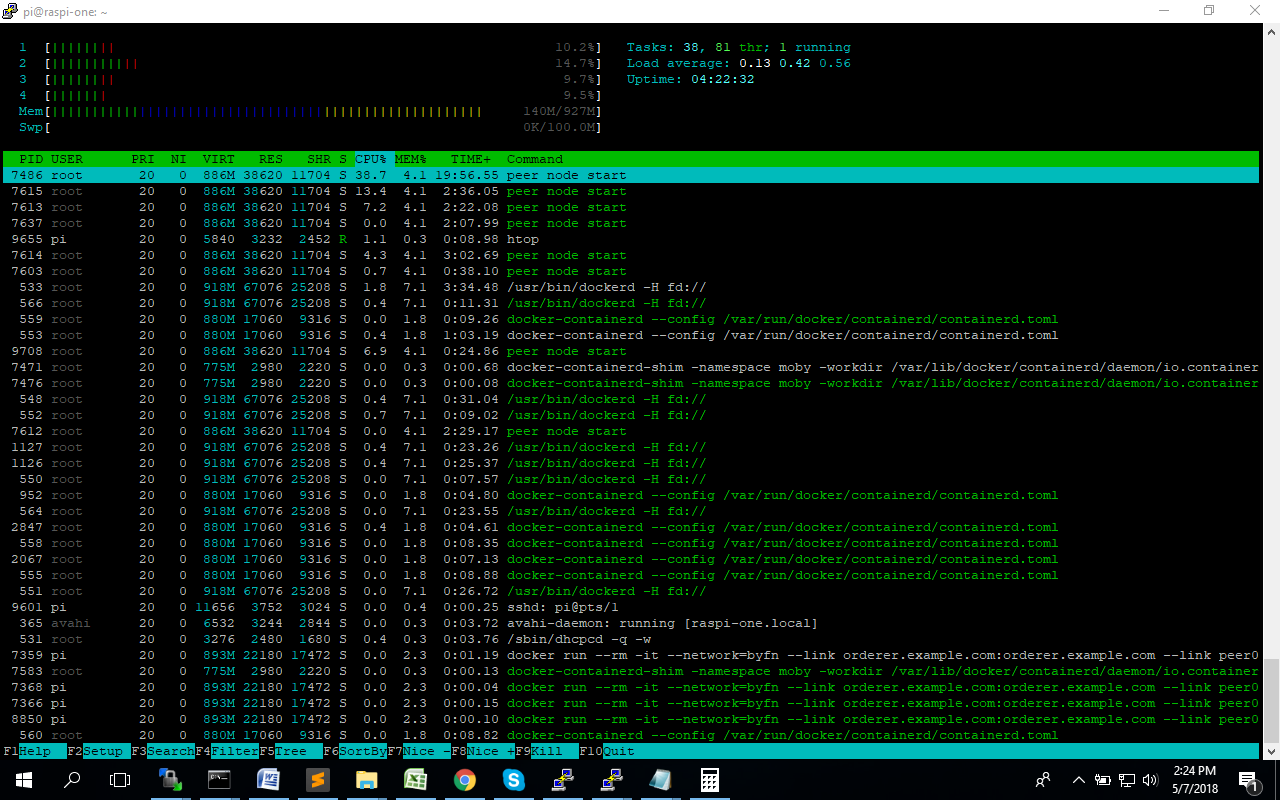 pi@raspi-one: ~
1 [||||||||| 10.2%] Tasks: 38, 81 thr; 1 running
2 [|||||||||||| 14.7%] Load average: 0.13 0.42 0.56
3 [||||||||| 9.7%] Uptime: 04:22:32
4 [|||||||| 9.5%]
Mem[||||||||||||||||||||||||||||||||||||||||||||||||||||||| 140M/927M]
Swp[ 0K/100.0M]
PID USER PRI NI VIRT RES SHR S CPU% MEM% TIME+ Command
7486 root 20 0 886M 38620 11704 S 38.7 4.1 19:56.55 peer node start
7615 root 20 0 886M 38620 11704 S 13.4 4.1 2:36.05 peer node start
7613 root 20 0 886M 38620 11704 S 7.2 4.1 2:22.08 peer node start
7637 root 20 0 886M 38620 11704 S 0.0 4.1 2:07.99 peer node start
9655 pi 20 0 5840 3232 2452 R 1.1 0.3 0:08.98 htop
7614 root 20 0 886M 38620 11704 S 4.3 4.1 3:02.69 peer node start
7603 root 20 0 886M 38620 11704 S 0.7 4.1 0:38.10 peer node start
533 root 20 0 918M 67076 25208 S 1.8 7.1 3:34.48 /usr/bin/dockerd -H fd://
566 root 20 0 918M 67076 25208 S 0.4 7.1 0:11.31 /usr/bin/dockerd -H fd://
559 root 20 0 880M 17060 9316 S 0.0 1.8 0:09.26 docker-containerd --config /var/run/docker/containerd/containerd.toml
553 root 20 0 880M 17060 9316 S 0.4 1.8 1:03.19 docker-containerd --config /var/run/docker/containerd/containerd.toml
9708 root 20 0 886M 38620 11704 S 6.9 4.1 0:24.86 peer node start
7471 root 20 0 775M 2980 2220 S 0.0 0.3 0:00.68 docker-containerd-shim -namespace moby -workdir /var/lib/docker/containerd/daemon/io.container
7476 root 20 0 775M 2980 2220 S 0.0 0.3 0:00.08 docker-containerd-shim -namespace moby -workdir /var/lib/docker/containerd/daemon/io.container
548 root 20 0 918M 67076 25208 S 0.4 7.1 0:31.04 /usr/bin/dockerd -H fd://
552 root 20 0 918M 67076 25208 S 0.7 7.1 0:09.02 /usr/bin/dockerd -H fd://
7612 root 20 0 886M 38620 11704 S 0.0 4.1 2:29.17 peer node start
1127 root 20 0 918M 67076 25208 S 0.4 7.1 0:23.26 /usr/bin/dockerd -H fd://
1126 root 20 0 918M 67076 25208 S 0.4 7.1 0:25.37 /usr/bin/dockerd -H fd://
550 root 20 0 918M 67076 25208 S 0.0 7.1 0:07.57 /usr/bin/dockerd -H fd://
952 root 20 0 880M 17060 9316 S 0.0 1.8 0:04.80 docker-containerd --config /var/run/docker/containerd/containerd.toml
564 root 20 0 918M 67076 25208 S 0.0 7.1 0:23.55 /usr/bin/dockerd -H fd://
2847 root 20 0 880M 17060 9316 S 0.4 1.8 0:04.61 docker-containerd --config /var/run/docker/containerd/containerd.toml
558 root 20 0 880M 17060 9316 S 0.0 1.8 0:08.35 docker-containerd --config /var/run/docker/containerd/containerd.toml
2067 root 20 0 880M 17060 9316 S 0.0 1.8 0:07.13 docker-containerd --config /var/run/docker/containerd/containerd.toml
555 root 20 0 880M 17060 9316 S 0.0 1.8 0:08.88 docker-containerd --config /var/run/docker/containerd/containerd.toml
551 root 20 0 918M 67076 25208 S 0.0 7.1 0:26.72 /usr/bin/dockerd -H fd://
9601 pi 20 0 11656 3752 3024 S 0.0 0.4 0:00.25 sshd: pi@pts/1
365 avahi 20 0 6532 3244 2844 S 0.0 0.3 0:03.72 avahi-daemon: running [raspi-one.local]
531 root 20 0 3276 2480 1680 S 0.4 0.3 0:03.76 /sbin/dhcpcd -q -w
7359 pi 20 0 893M 22180 17472 S 0.0 2.3 0:01.19 docker run --rm -it --network=byfn --link orderer.example.com:orderer.example.com --link peer0
7583 root 20 0 775M 2980 2220 S 0.0 0.3 0:00.13 docker-containerd-shim -namespace moby -workdir /var/lib/docker/containerd/daemon/io.container
7368 pi 20 0 893M 22180 17472 S 0.0 2.3 0:00.04 docker run --rm -it --network=byfn --link orderer.example.com:orderer.example.com --link peer0
7366 pi 20 0 893M 22180 17472 S 0.0 2.3 0:00.15 docker run --rm -it --network=byfn --link orderer.example.com:orderer.example.com --link peer0
8850 pi 20 0 893M 22180 17472 S 0.0 2.3 0:00.10 docker run --rm -it --network=byfn --link orderer.example.com:orderer.example.com --link peer0
560 root 20 0 880M 17060 9316 S 0.0 1.8 0:08.82 docker-containerd --config /var/run/docker/containerd/containerd.toml
F1Help F2Setup F3SearchF4FilterF5Tree F6SortByF7Nice -F8Nice +F9Kill F10Quit
2:24 PM
5/7/2018
1